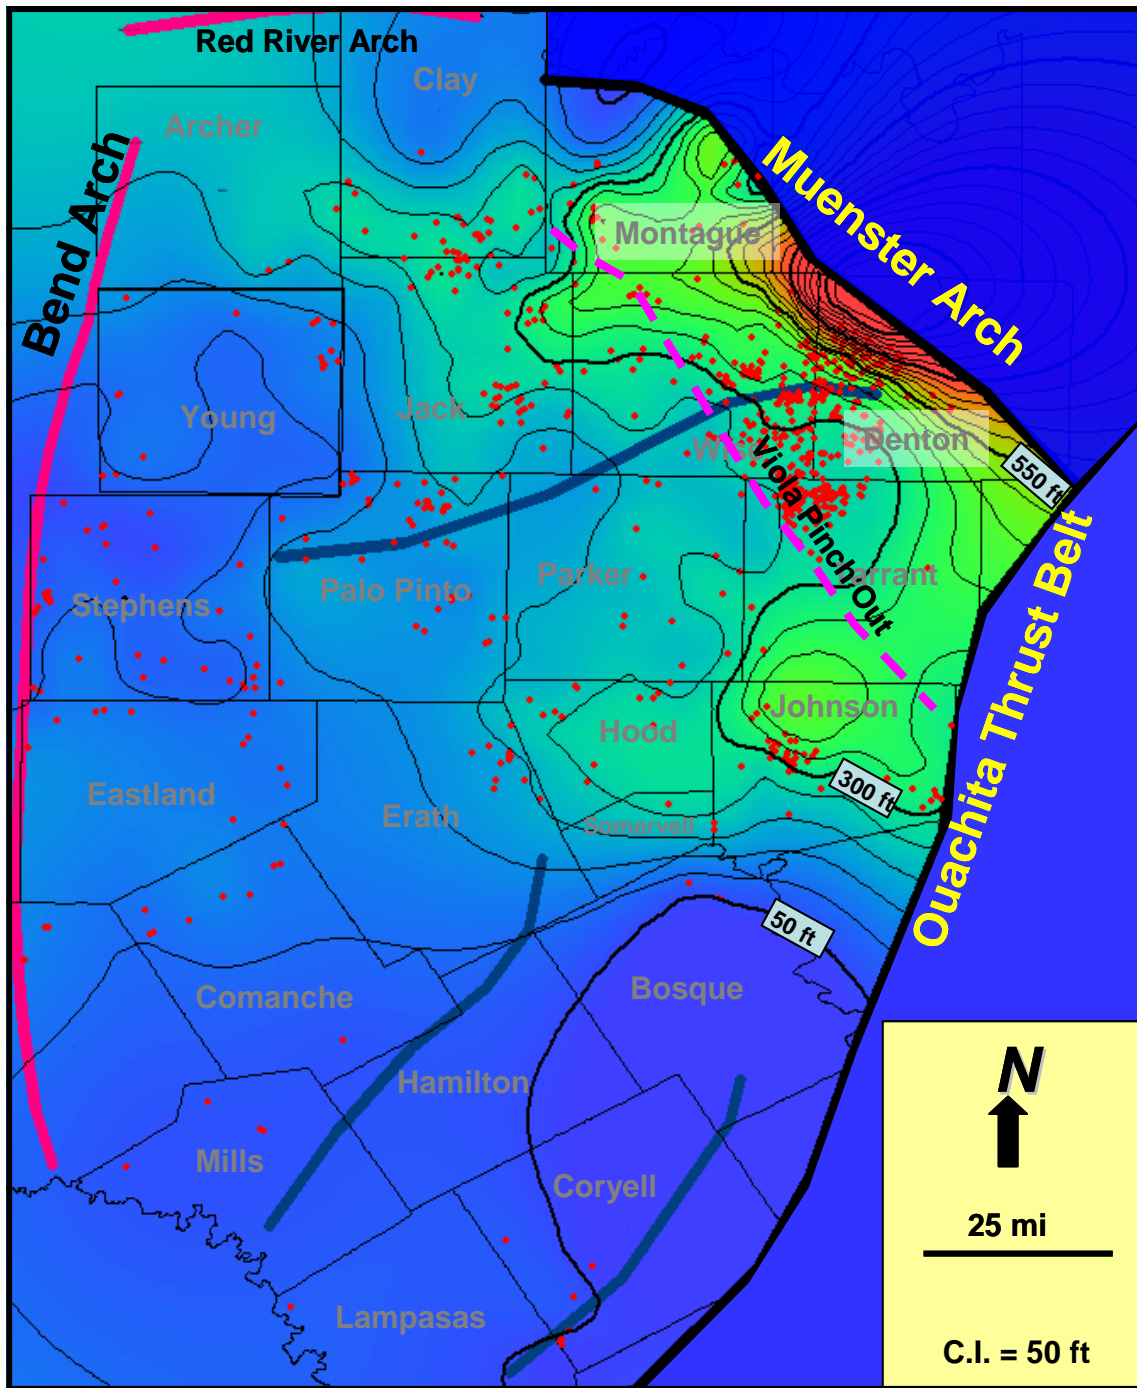 Red River Arch
Clay
Archer
Bend Arch
Muenster Arch
Montague
Young
Jack
Wise
Denton
550 ft
Viola Pinch Out
Stephens
Palo Pinto
Parker
Tarrant
Ouachita Thrust Belt
Johnson
Hood
300 ft
Eastland
Erath
Somervell
50 ft
Comanche
Bosque
Hamilton
Mills
Coryell
Lampasas
N
25 mi
C.I. = 50 ft